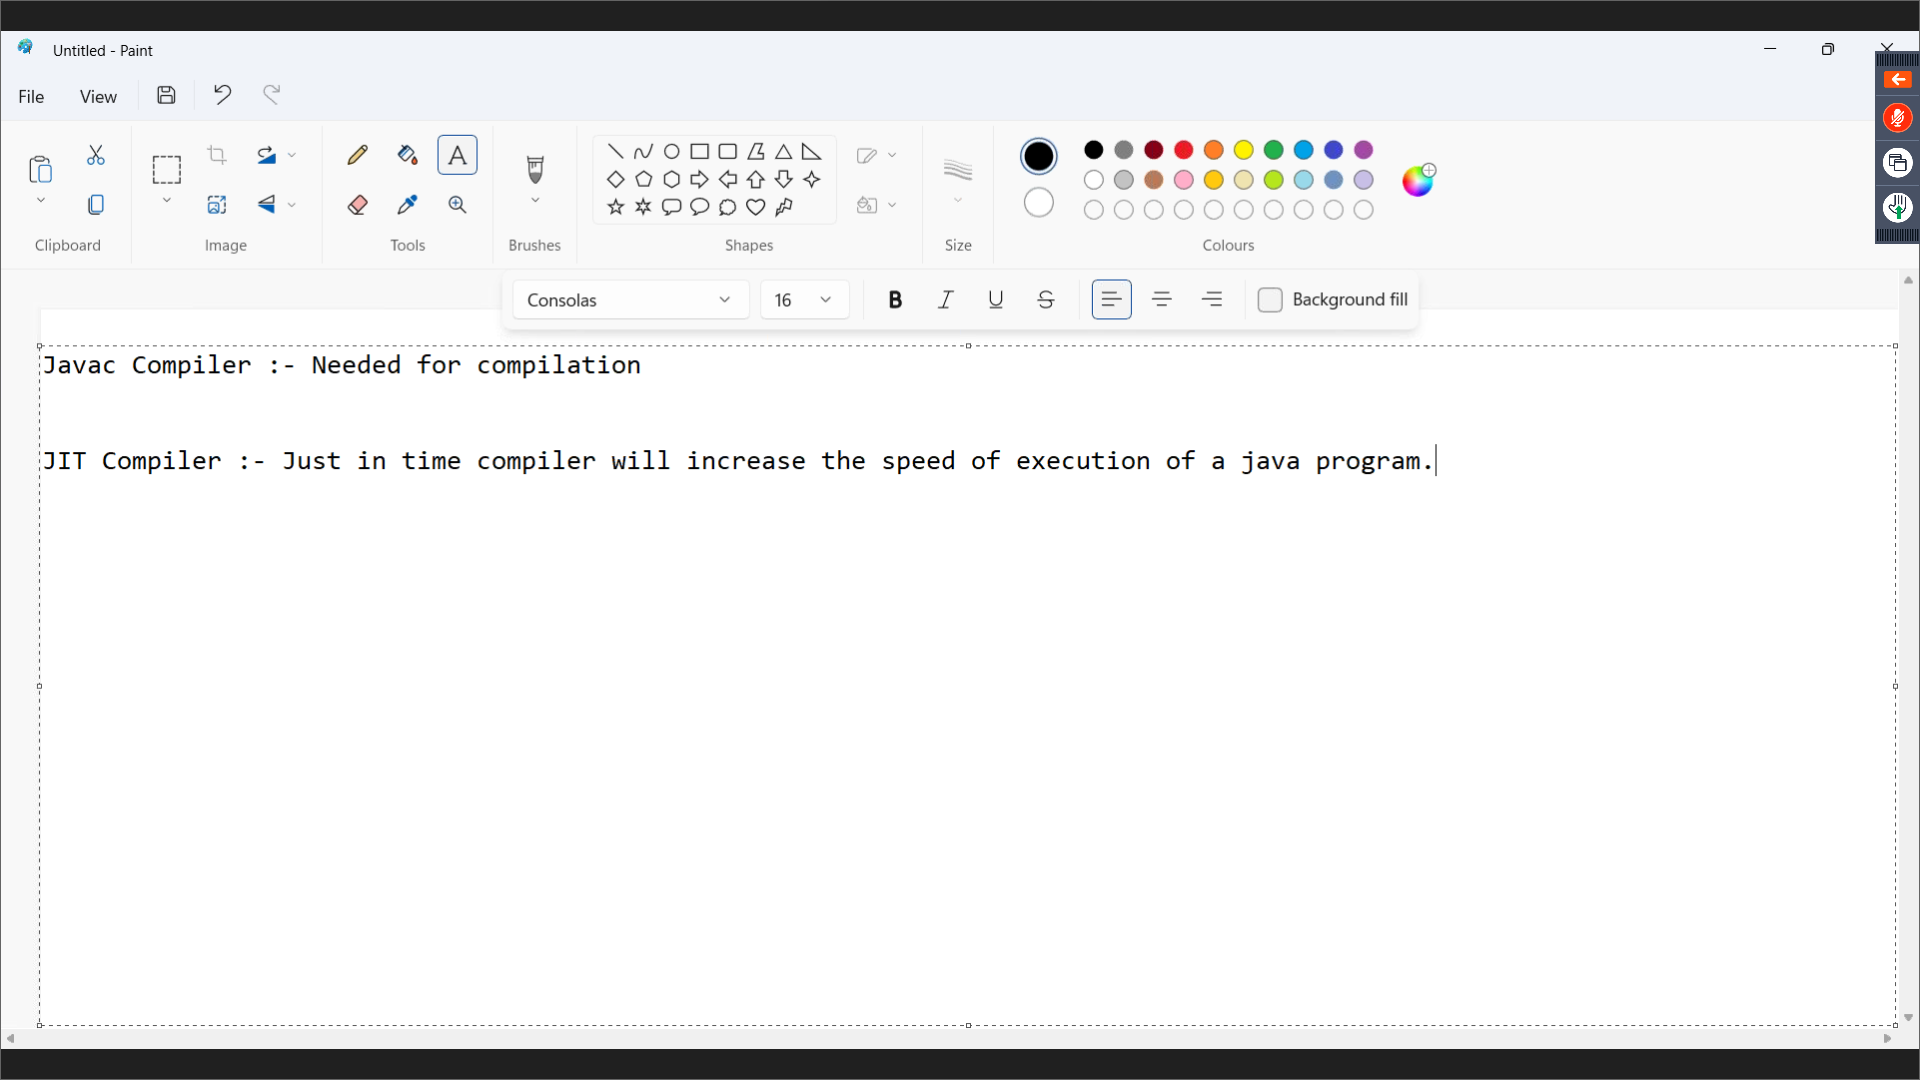 Untitled - Paint
File View
Clipboard Image Tools Brushes Shapes Size Colours
Consolas 16 B I U S Background fill
Javac Compiler :- Needed for compilation
JIT Compiler :- Just in time compiler will increase the speed of execution of a java program.